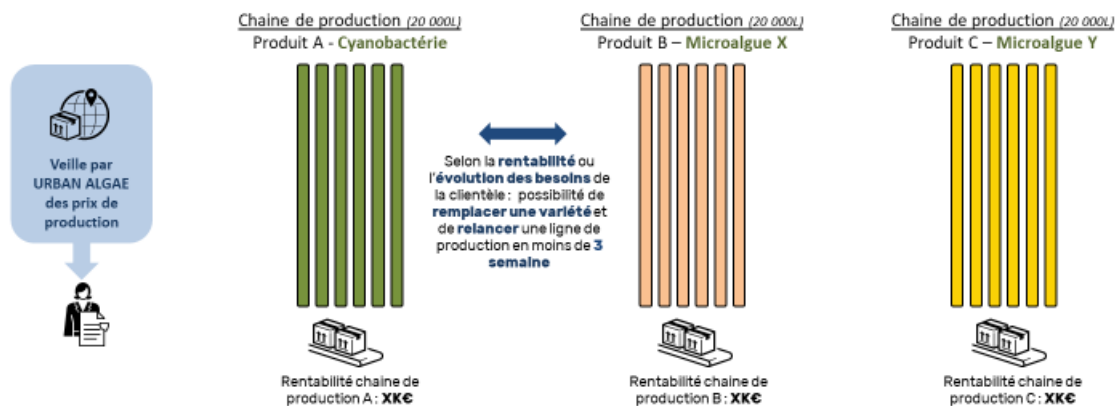 Chaine de production (20 000L)
Produit A - Cyanobactérie
Chaine de production (20 000L)
Produit B – Microalgue X
Chaine de production (20 000L)
Produit C – Microalgue Y
Veille par
URBAN ALGAE
des prix de
production
Selon la rentabilité ou
l'évolution des besoins de
la clientèle : possibilité de
remplacer une variété et
de relancer une ligne de
production en moins de 3
semaine
Rentabilité chaine de
production A : XK€
Rentabilité chaine de
production B : XK€
Rentabilité chaine de
production C : XK€